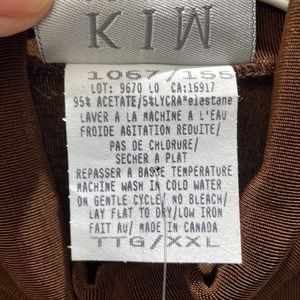 KIW
1067/155
LOT: 9670 LO CA:16917
95% ACETATE/5%LYCRA*elastane
LAVER A LA MACHINE A L'EAU
FROIDE AGITATION REDUITE/
PAS DE CHLORURE/
SECHER A PLAT
REPASSER A BASSE TEMPERATURE
MACHINE WASH IN COLD WATER
ON GENTLE CYCLE/ NO BLEACH/
LAY FLAT TO DRY/LOW IRON
FAIT AU/ MADE IN CANADA
TTG/XXL